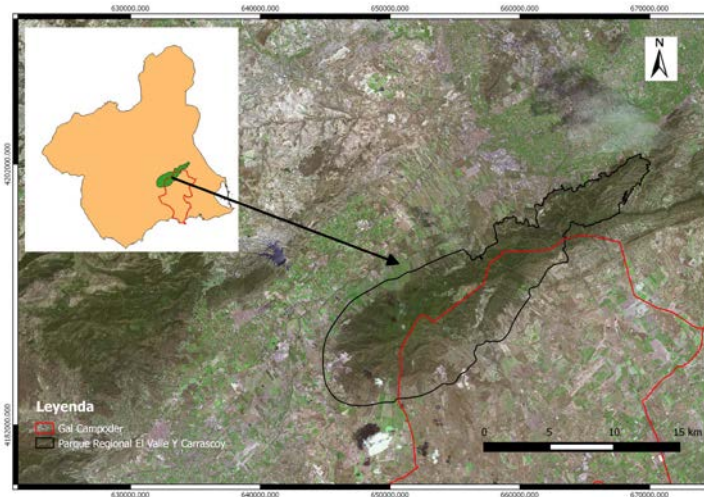 630000.000 640000.000 650000.000 660000.000 670000.000
N
4202000.000
4182000.000
Leyenda
Gal Campoder
Parque Regional El Valle Y Carrascoy
0 5 10 15 km
630000.000 640000.000 650000.000 660000.000 670000.000